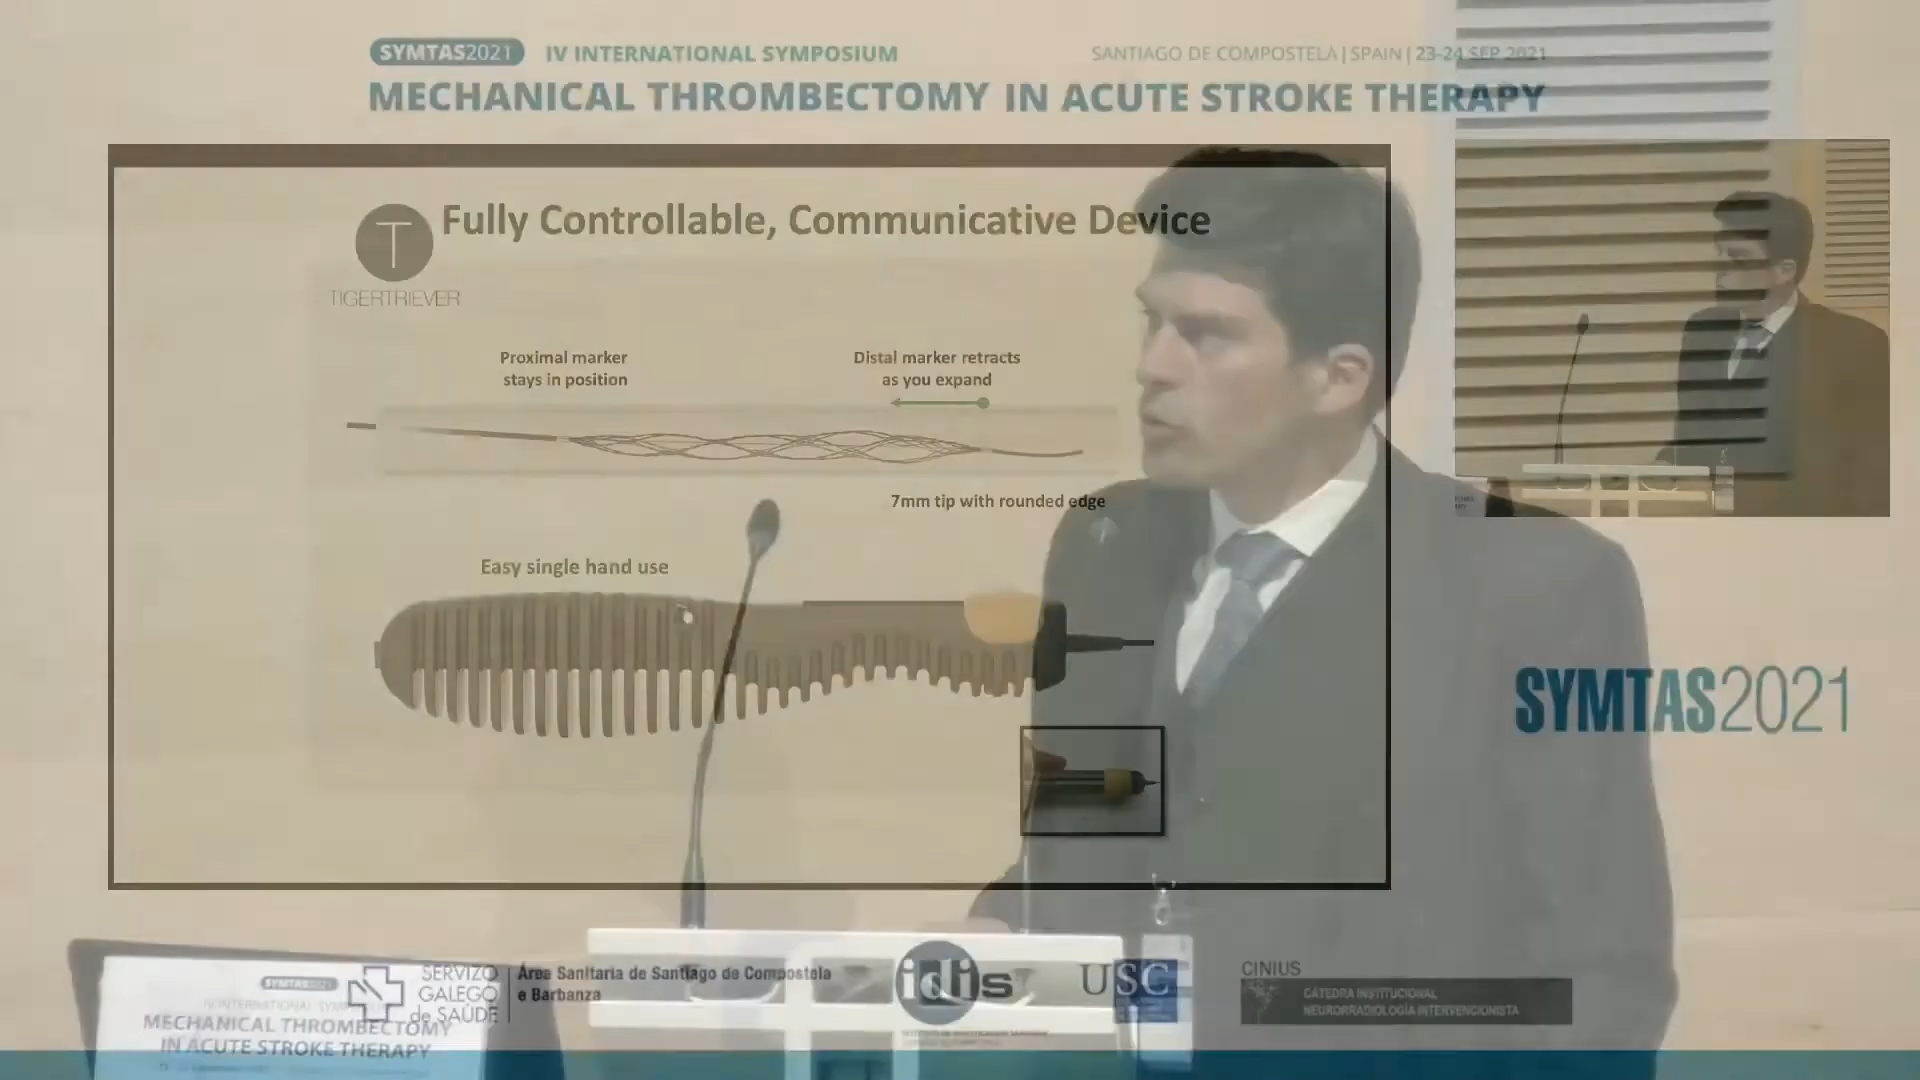 SYMTAS2021 IV INTERNATIONAL SYMPOSIUM
SANTIAGO DE COMPOSTELA | SPAIN | 23-24 SEP 2021
MECHANICAL THROMBECTOMY IN ACUTE STROKE THERAPY
Fully Controllable, Communicative Device
T
TIGERTRIEVER
Proximal marker
stays in position
Distal marker retracts
as you expand
7mm tip with rounded edge
Easy single hand use
SYMTAS2021
SERVIZO
GALEGO
de SAÚDE
Área Sanitaria de Santiago de Compostela
e Barbanza
idis
USC
CINIUS
CÁTEDRA INSTITUCIONAL
NEURORRADIOLOGÍA INTERVENCIONISTA
SYMTAS2021
IV INTERNATIONAL
MECHANICAL THROMBECTOMY
IN ACUTE STROKE THERAPY